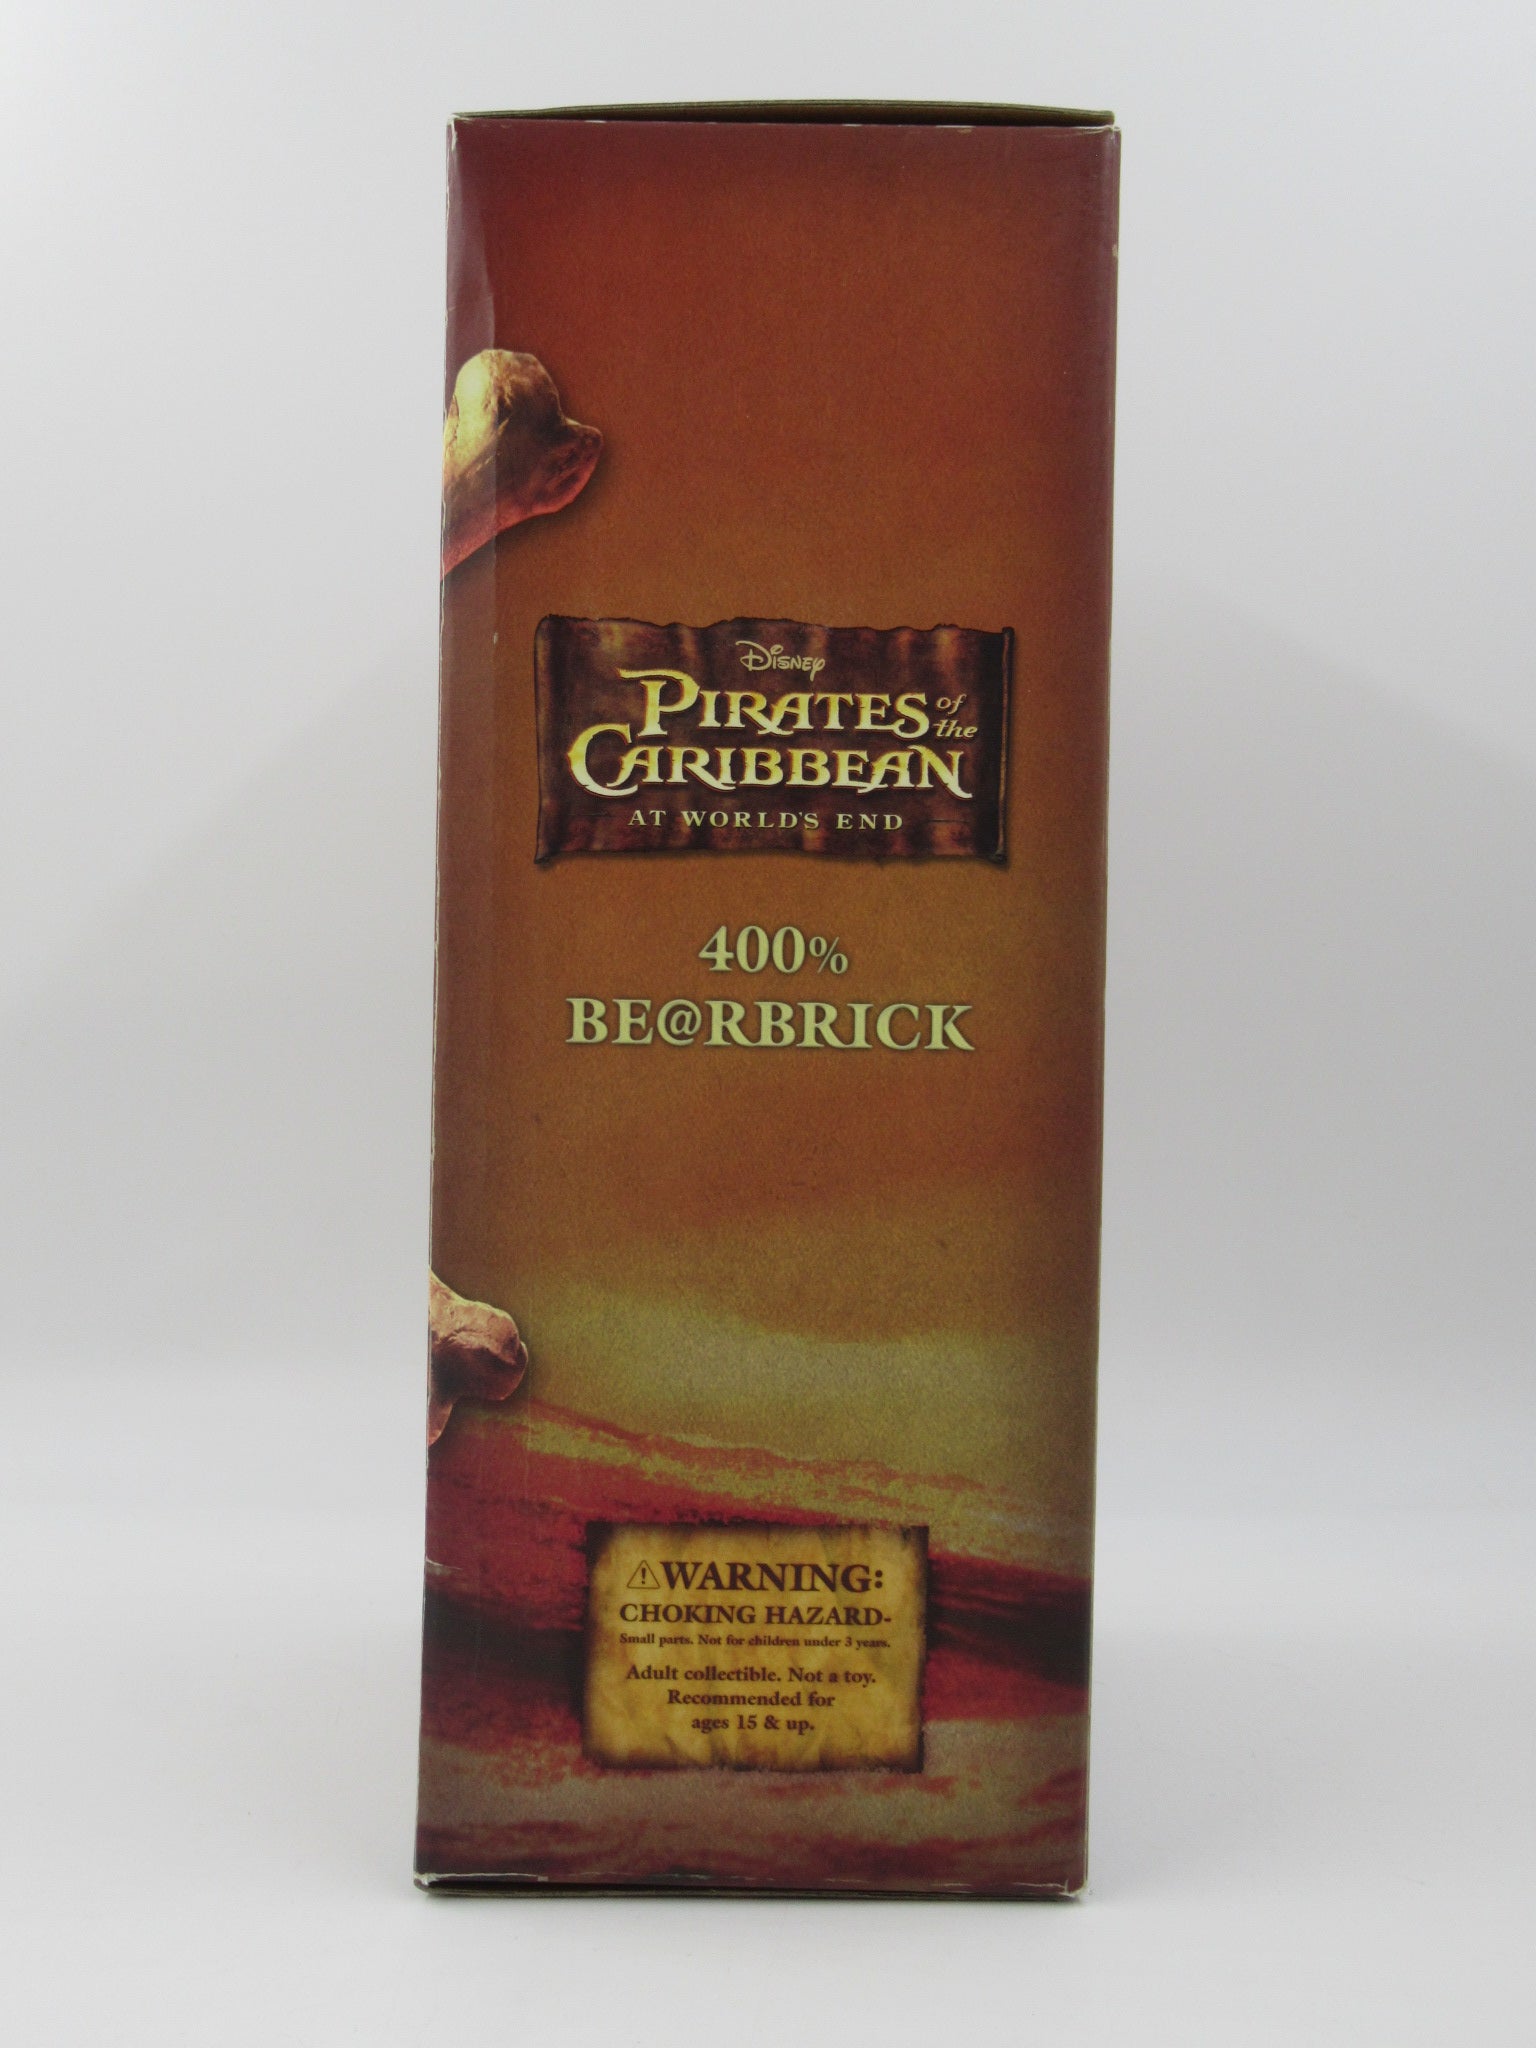 Disney
PIRATES of the
CARIBBEAN
AT WORLD'S END
400%
BE@RBRICK
⚠WARNING:
CHOKING HAZARD-
Small parts. Not for children under 3 years.
Adult collectible. Not a toy.
Recommended for
ages 15 & up.